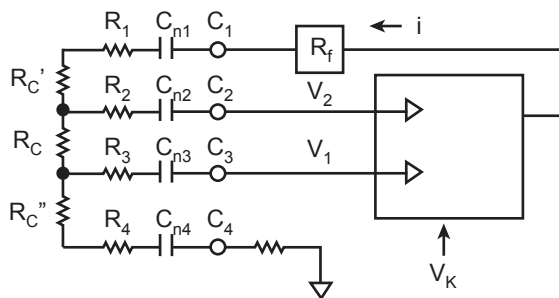 R1 Cn1 C1 Rf i
RC'
R2 Cn2 C2 V2
RC
R3 Cn3 C3 V1
RC"
R4 Cn4 C4
VK